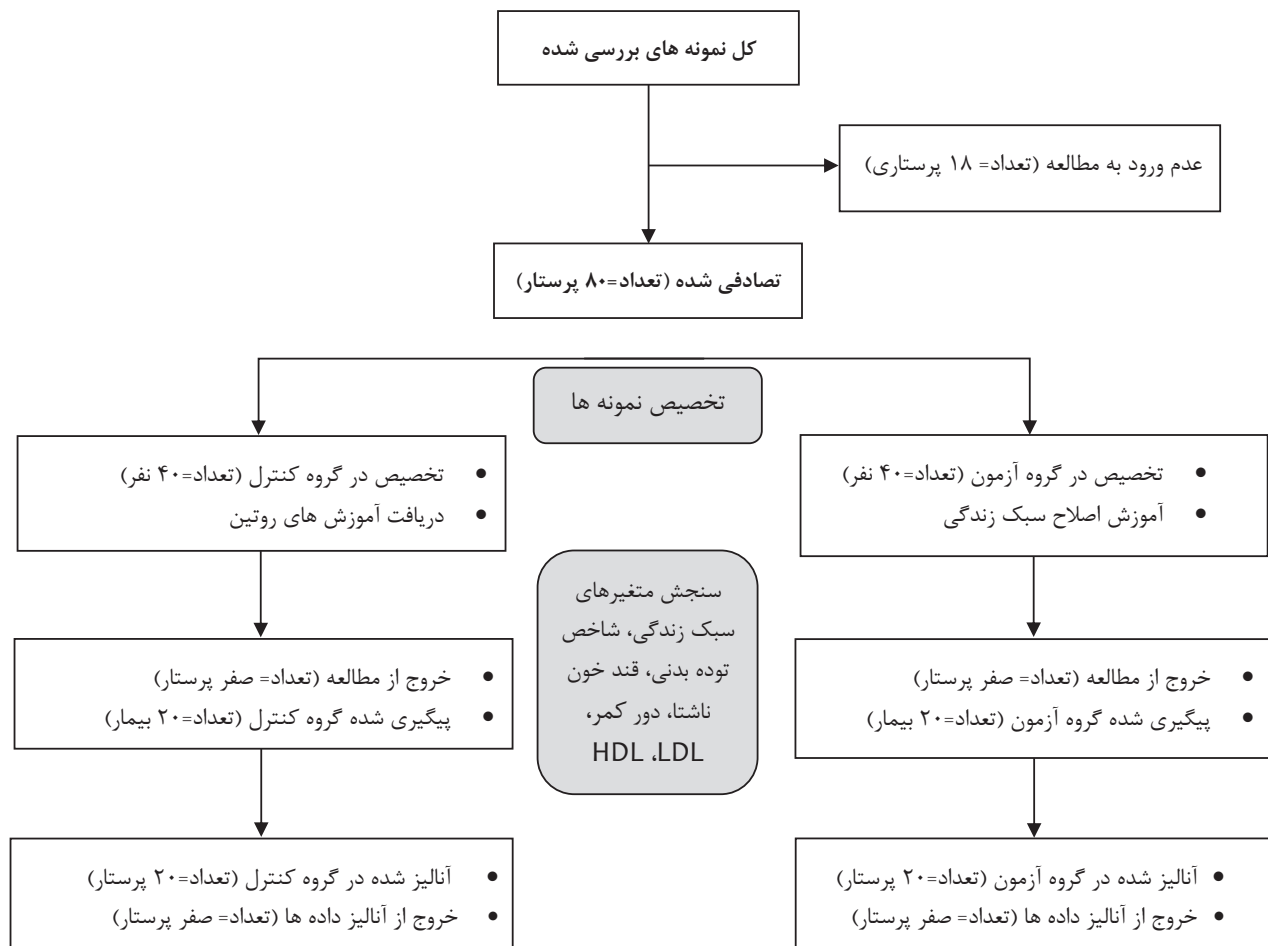 کل نمونه های بررسی شده
عدم ورود به مطالعه (تعداد= ۱۸ پرستاری)
تصادفی شده (تعداد=۸۰ پرستار)
تخصیص نمونه ها
• تخصیص در گروه آزمون (تعداد=۴۰ نفر)
• آموزش اصلاح سبک زندگی
• تخصیص در گروه کنترل (تعداد=۴۰ نفر)
• دریافت آموزش های روتین
سنجش متغیرهای
سبک زندگی، شاخص
توده بدنی، قند خون
ناشتا، دور کمر،
HDL ،LDL
• خروج از مطالعه (تعداد= صفر پرستار)
• پیگیری شده گروه آزمون (تعداد=۲۰ بیمار)
• خروج از مطالعه (تعداد= صفر پرستار)
• پیگیری شده گروه کنترل (تعداد=۲۰ بیمار)
• آنالیز شده در گروه آزمون (تعداد=۲۰ پرستار)
• خروج از آنالیز داده ها (تعداد= صفر پرستار)
• آنالیز شده در گروه کنترل (تعداد=۲۰ پرستار)
• خروج از آنالیز داده ها (تعداد= صفر پرستار)